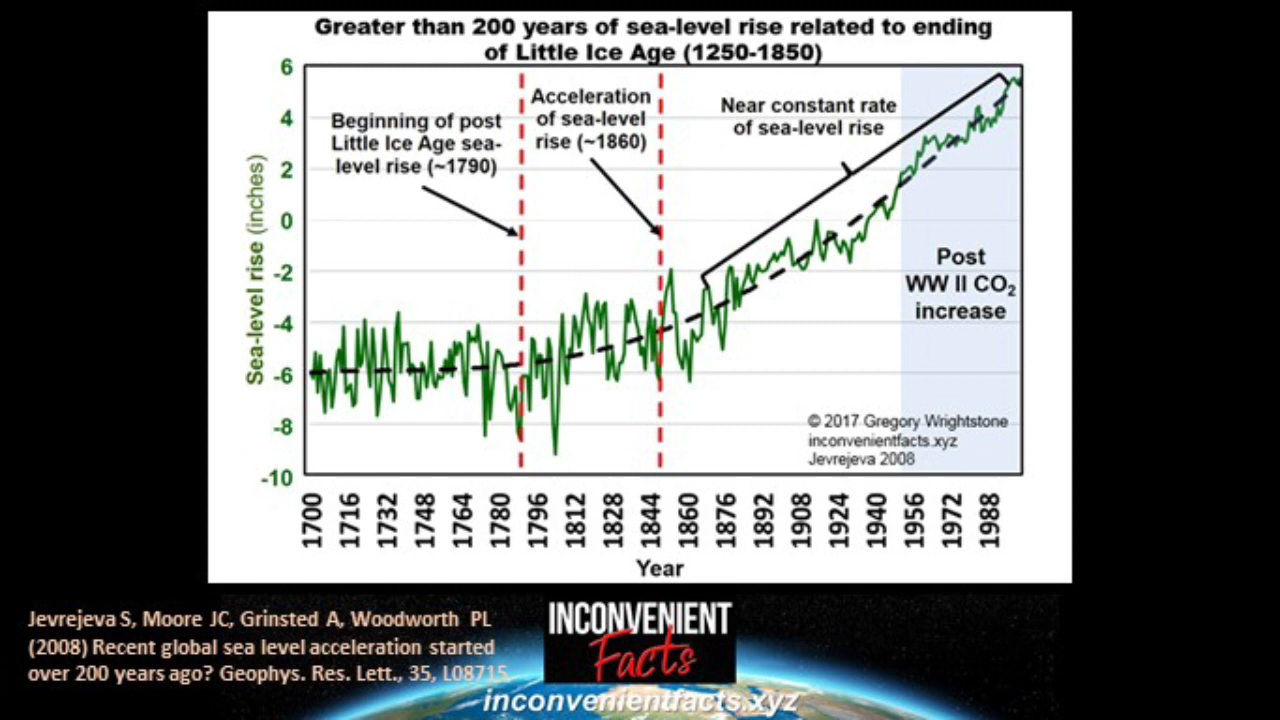 Greater than 200 years of sea-level rise related to ending
of Little Ice Age (1250-1850)
6
4
2
0
-2
-4
-6
-8
-10
Sea-level rise (inches)
Beginning of post
Little Ice Age sea-
level rise (~1790)
Acceleration
of sea-level
rise (~1860)
Near constant rate
of sea-level rise
Post
WW II CO₂
increase
© 2017 Gregory Wrightstone
inconvenientfacts.xyz
Jevrejeva 2008
1700 1716 1732 1748 1764 1780 1796 1812 1828 1844 1860 1876 1892 1908 1924 1940 1956 1972 1988
Year
Jevrejeva S, Moore JC, Grinsted A, Woodworth PL
(2008) Recent global sea level acceleration started
over 200 years ago? Geophys. Res. Lett., 35, L08715
INCONVENIENT
Facts
inconvenientfacts.xyz